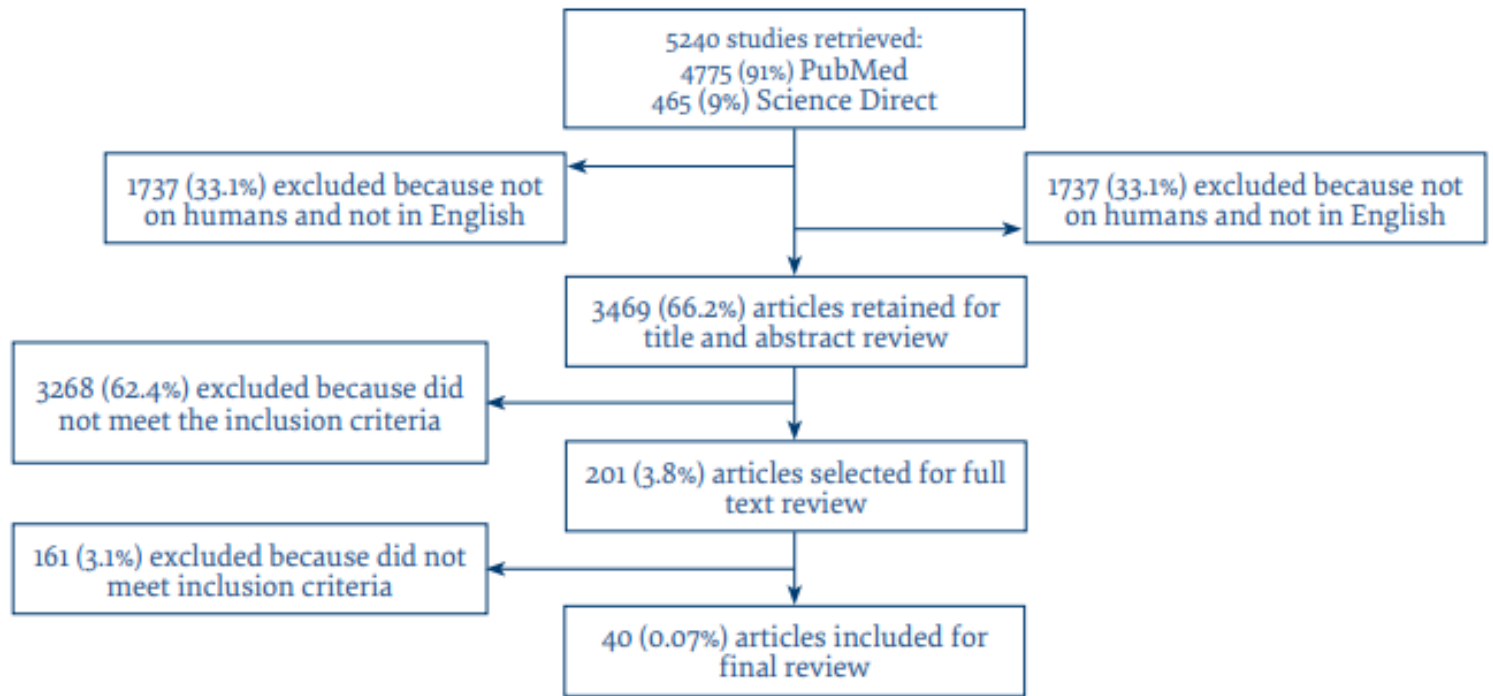 5240 studies retrieved:
4775 (91%) PubMed
465 (9%) Science Direct
1737 (33.1%) excluded because not
on humans and not in English
1737 (33.1%) excluded because not
on humans and not in English
3469 (66.2%) articles retained for
title and abstract review
3268 (62.4%) excluded because did
not meet the inclusion criteria
201 (3.8%) articles selected for full
text review
161 (3.1%) excluded because did not
meet inclusion criteria
40 (0.07%) articles included for
final review